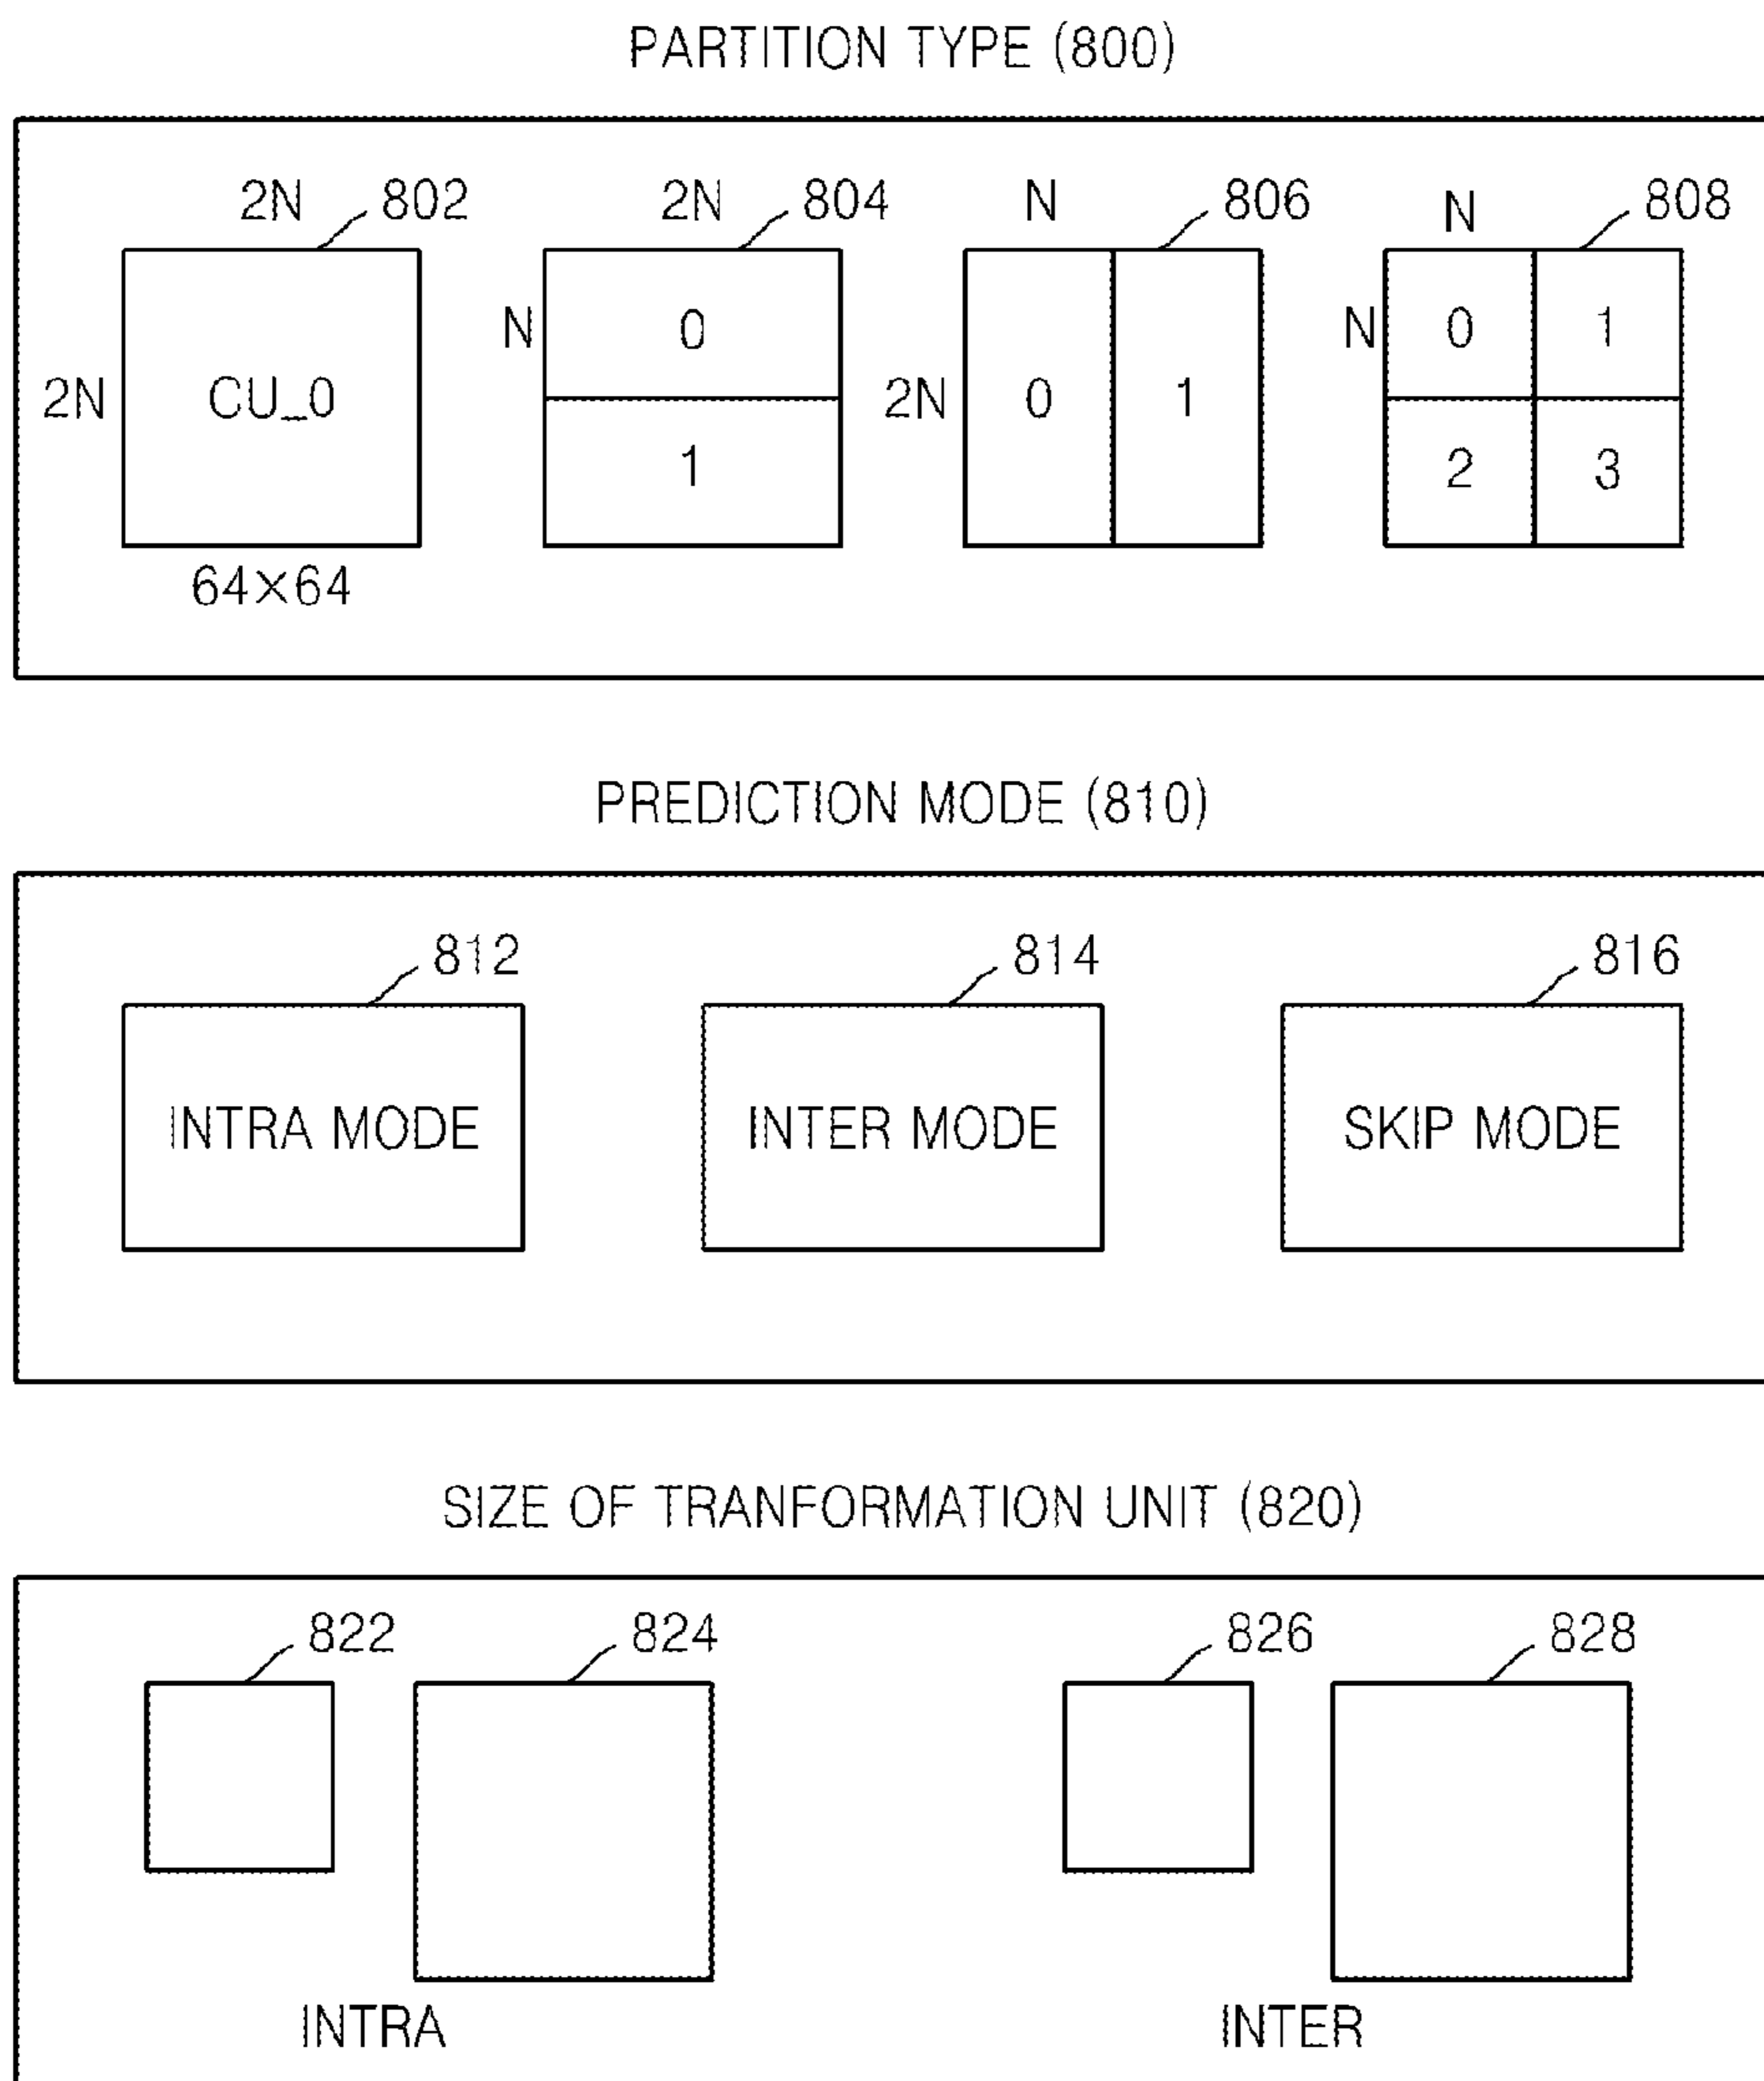 PARTITION TYPE (800)
2N 802 2N 804 N 806 N 808
N 0 N 0 1
2N CU_0 2N 0 1
1 2 3
64×64
PREDICTION MODE (810)
812 814 816
INTRA MODE INTER MODE SKIP MODE
SIZE OF TRANFORMATION UNIT (820)
822 824 826 828
INTRA INTER